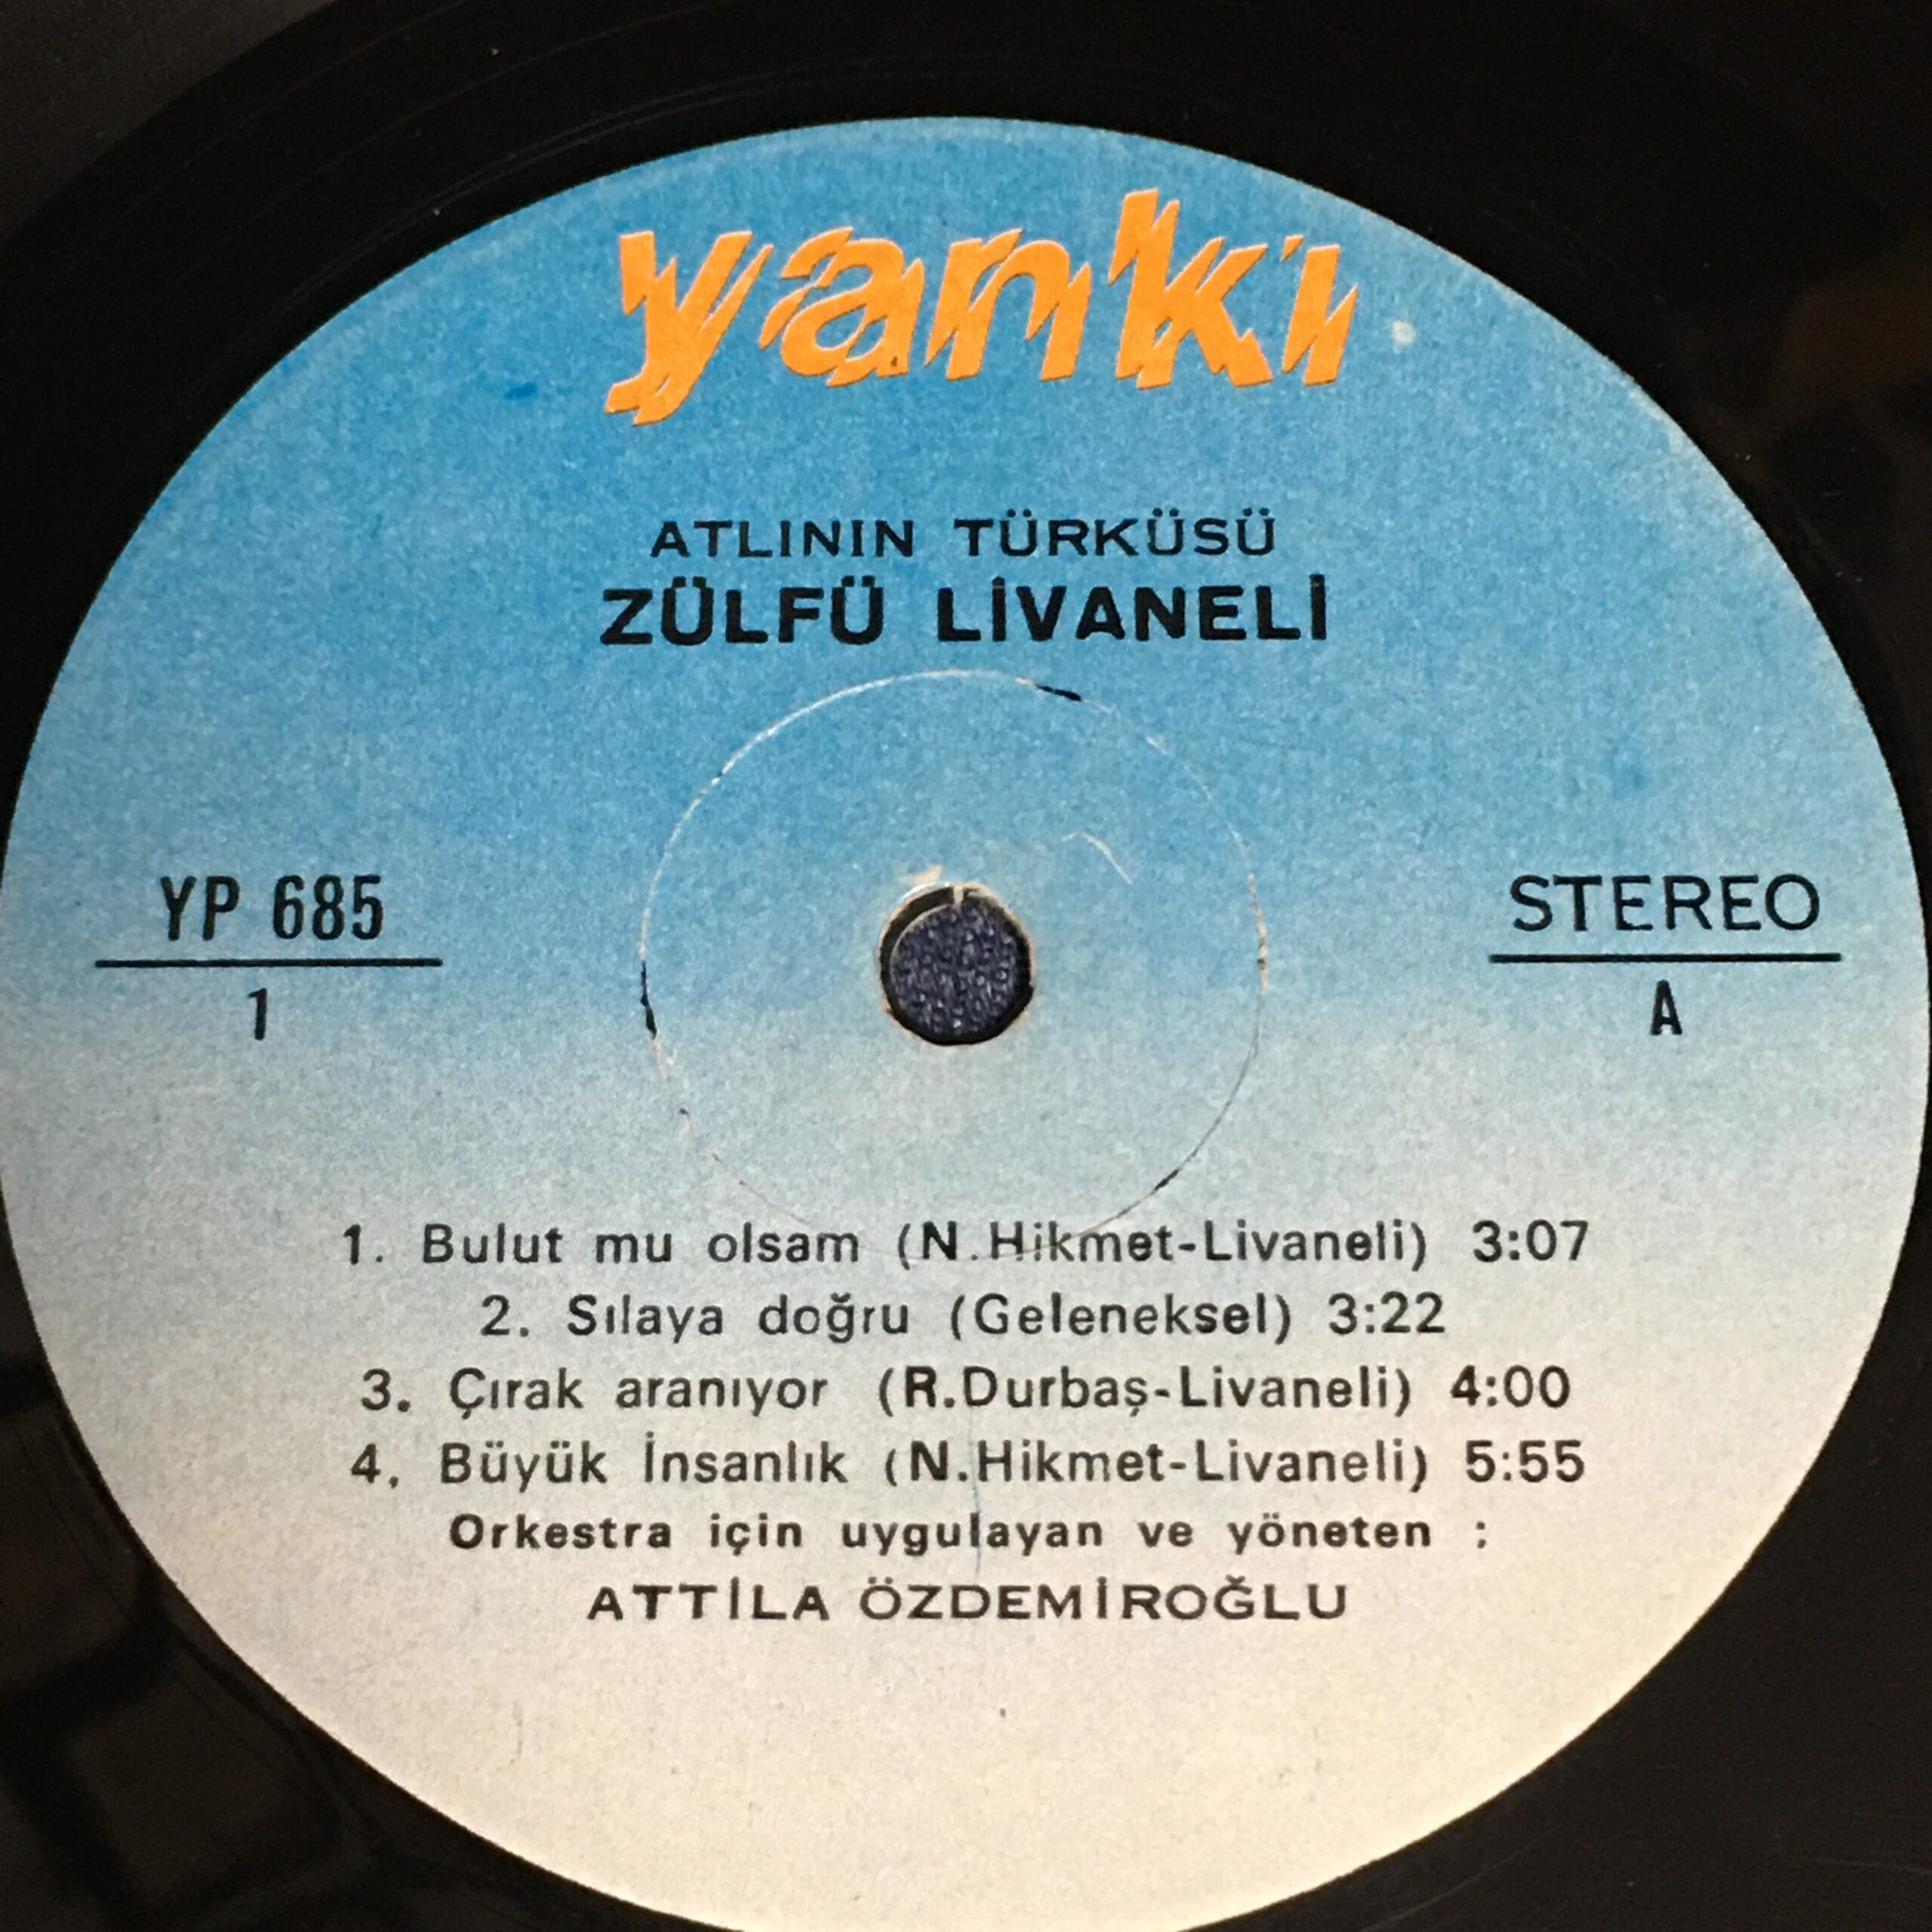 yankı
ATLININ TÜRKÜSÜ
ZÜLFÜ LİVANELİ
YP 685
1
STEREO
A
1. Bulut mu olsam (N.Hikmet-Livaneli) 3:07
2. Sılaya doğru (Geleneksel) 3:22
3. Çırak aranıyor (R.Durbaş-Livaneli) 4:00
4. Büyük İnsanlık (N.Hikmet-Livaneli) 5:55
Orkestra için uygulayan ve yöneten :
ATTİLA ÖZDEMİROĞLU